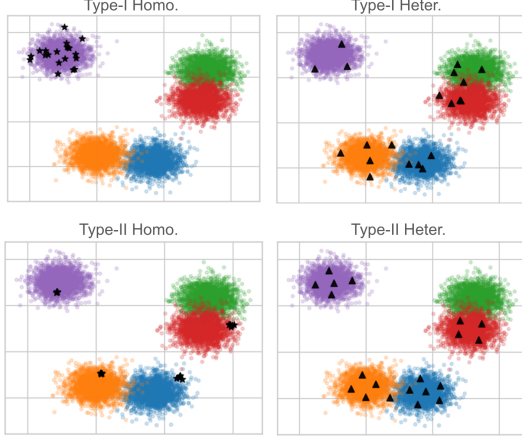 Type-I Homo.
Type-I Heter.
Type-II Homo.
Type-II Heter.